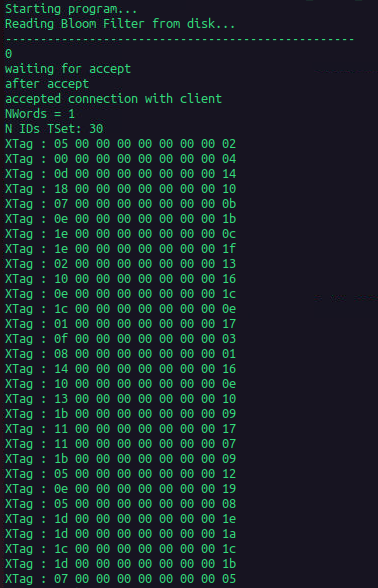 Starting program...
Reading Bloom Filter from disk...
--------------------------------------------------
0
waiting for accept
after accept
accepted connection with client
NWords = 1
N IDs TSet: 30
XTag : 05 00 00 00 00 00 00 00 02
XTag : 00 00 00 00 00 00 00 00 04
XTag : 0d 00 00 00 00 00 00 00 14
XTag : 18 00 00 00 00 00 00 00 10
XTag : 07 00 00 00 00 00 00 00 0b
XTag : 0e 00 00 00 00 00 00 00 1b
XTag : 1e 00 00 00 00 00 00 00 0c
XTag : 1e 00 00 00 00 00 00 00 1f
XTag : 02 00 00 00 00 00 00 00 13
XTag : 10 00 00 00 00 00 00 00 16
XTag : 0e 00 00 00 00 00 00 00 1c
XTag : 1c 00 00 00 00 00 00 00 0e
XTag : 01 00 00 00 00 00 00 00 17
XTag : 0f 00 00 00 00 00 00 00 03
XTag : 08 00 00 00 00 00 00 00 01
XTag : 14 00 00 00 00 00 00 00 16
XTag : 10 00 00 00 00 00 00 00 0e
XTag : 13 00 00 00 00 00 00 00 10
XTag : 1b 00 00 00 00 00 00 00 09
XTag : 11 00 00 00 00 00 00 00 17
XTag : 11 00 00 00 00 00 00 00 07
XTag : 1b 00 00 00 00 00 00 00 09
XTag : 05 00 00 00 00 00 00 00 12
XTag : 0e 00 00 00 00 00 00 00 19
XTag : 05 00 00 00 00 00 00 00 08
XTag : 1d 00 00 00 00 00 00 00 1e
XTag : 1d 00 00 00 00 00 00 00 1a
XTag : 1c 00 00 00 00 00 00 00 1c
XTag : 1d 00 00 00 00 00 00 00 1b
XTag : 07 00 00 00 00 00 00 00 05